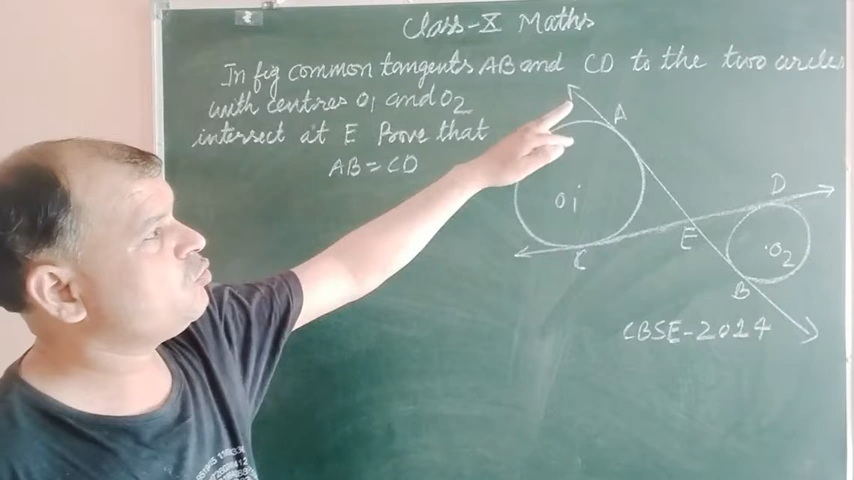 Class-X Maths
In fig common tangents AB and CD to the two circles
with centres O1 and O2
intersect at E Prove that
AB = CD
A
D
O1
E
O2
C
B
CBSE-2024